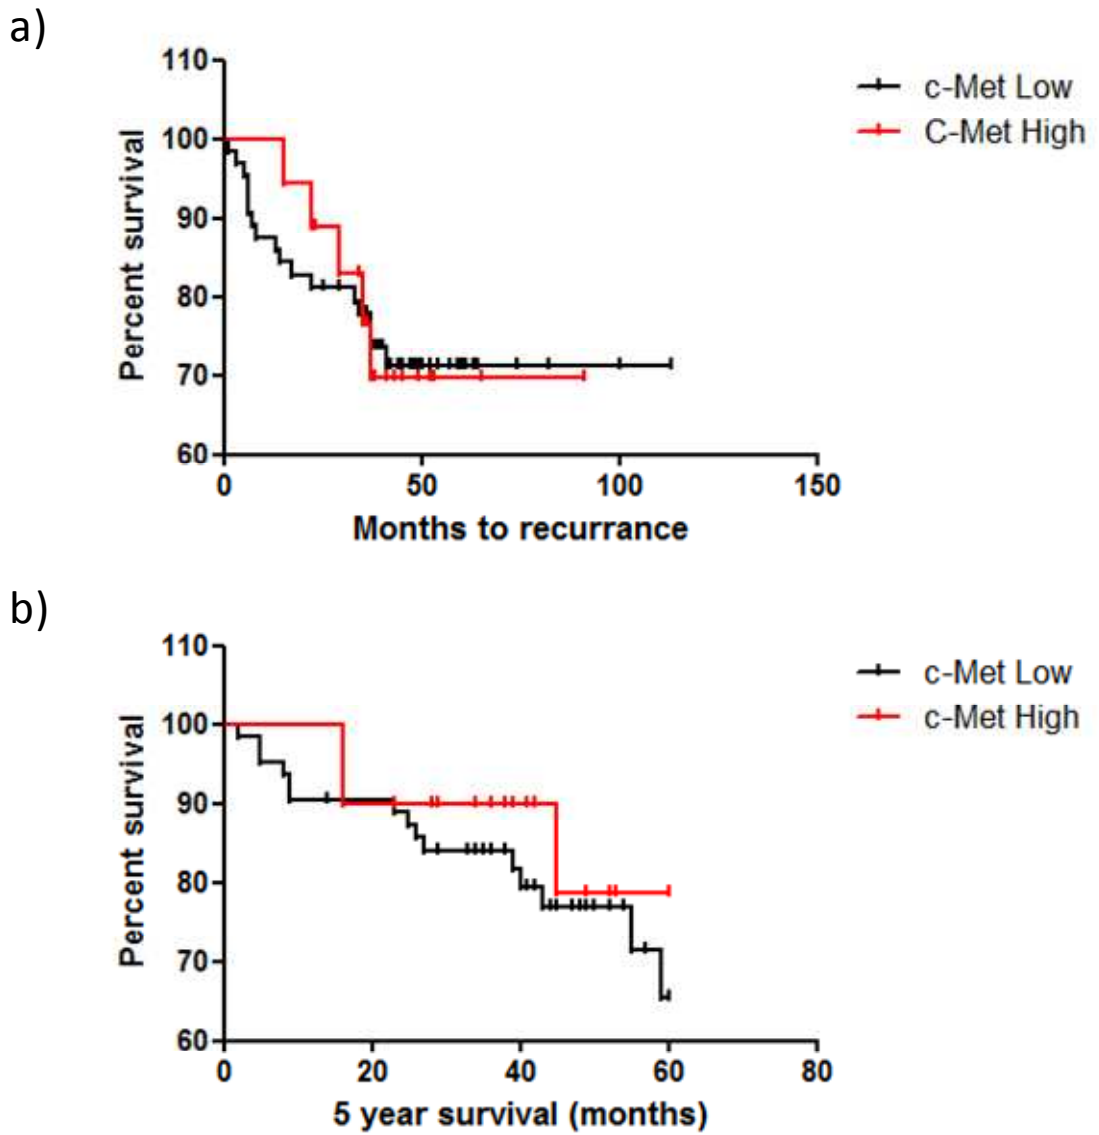 a)
110
100
90
80
70
60
Percent survival
0 50 100 150
Months to recurrance
c-Met Low
C-Met High
b)
110
100
90
80
70
60
Percent survival
0 20 40 60 80
5 year survival (months)
c-Met Low
c-Met High